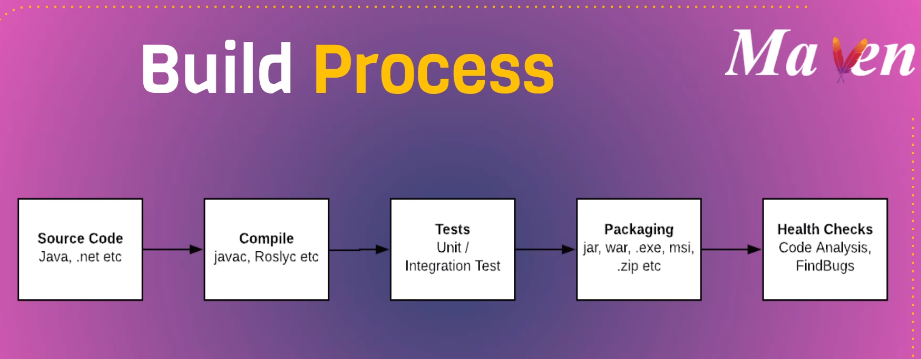 Build Process
Maven
Source Code
Java, .net etc
Compile
javac, Roslyc etc
Tests
Unit /
Integration Test
Packaging
jar, war, .exe, msi,
.zip etc
Health Checks
Code Analysis,
FindBugs